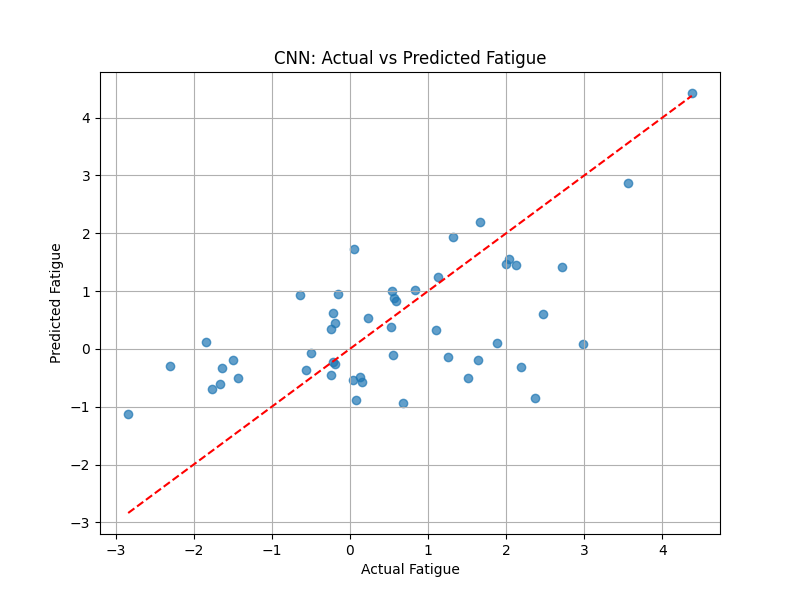 CNN: Actual vs Predicted Fatigue
4
3
2
1
0
−1
−2
−3
Predicted Fatigue
−3 −2 −1 0 1 2 3 4
Actual Fatigue